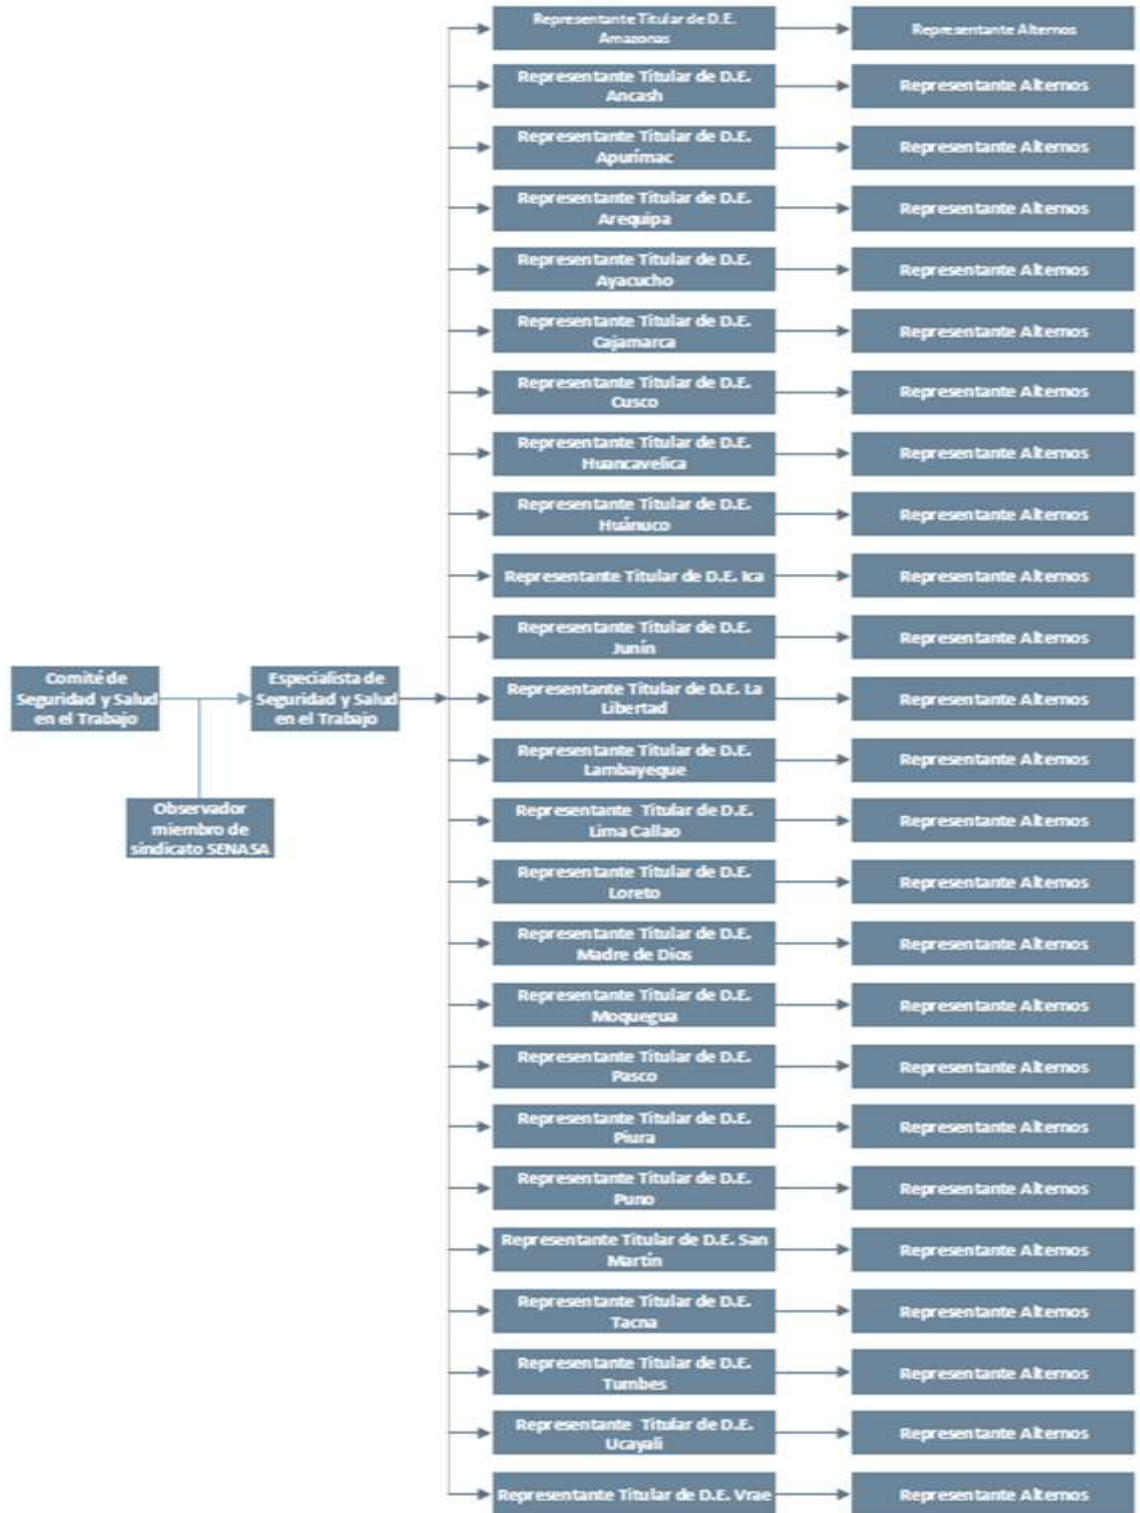 Representante Titular de D.E.
Amazonas
Representante Alternos
Representante Titular de D.E.
Ancash
Representante Alternos
Representante Titular de D.E.
Apurímac
Representante Alternos
Representante Titular de D.E.
Arequipa
Representante Alternos
Representante Titular de D.E.
Ayacucho
Representante Alternos
Representante Titular de D.E.
Cajamarca
Representante Alternos
Representante Titular de D.E.
Cusco
Representante Alternos
Representante Titular de D.E.
Huancavelica
Representante Alternos
Representante Titular de D.E.
Huánuco
Representante Alternos
Representante Titular de D.E. Ica
Representante Alternos
Representante Titular de D.E.
Junín
Representante Alternos
Comité de
Seguridad y Salud
en el Trabajo
Especialista de
Seguridad y Salud
en el Trabajo
Representante Titular de D.E. La
Libertad
Representante Alternos
Representante Titular de D.E.
Lambayeque
Representante Alternos
Observador
miembro de
sindicato SENASA
Representante Titular de D.E.
Lima Callao
Representante Alternos
Representante Titular de D.E.
Loreto
Representante Alternos
Representante Titular de D.E.
Madre de Dios
Representante Alternos
Representante Titular de D.E.
Moquegua
Representante Alternos
Representante Titular de D.E.
Pasco
Representante Alternos
Representante Titular de D.E.
Piura
Representante Alternos
Representante Titular de D.E.
Puno
Representante Alternos
Representante Titular de D.E. San
Martín
Representante Alternos
Representante Titular de D.E.
Tacna
Representante Alternos
Representante Titular de D.E.
Tumbes
Representante Alternos
Representante Titular de D.E.
Ucayali
Representante Alternos
Representante Titular de D.E. Vrae
Representante Alternos